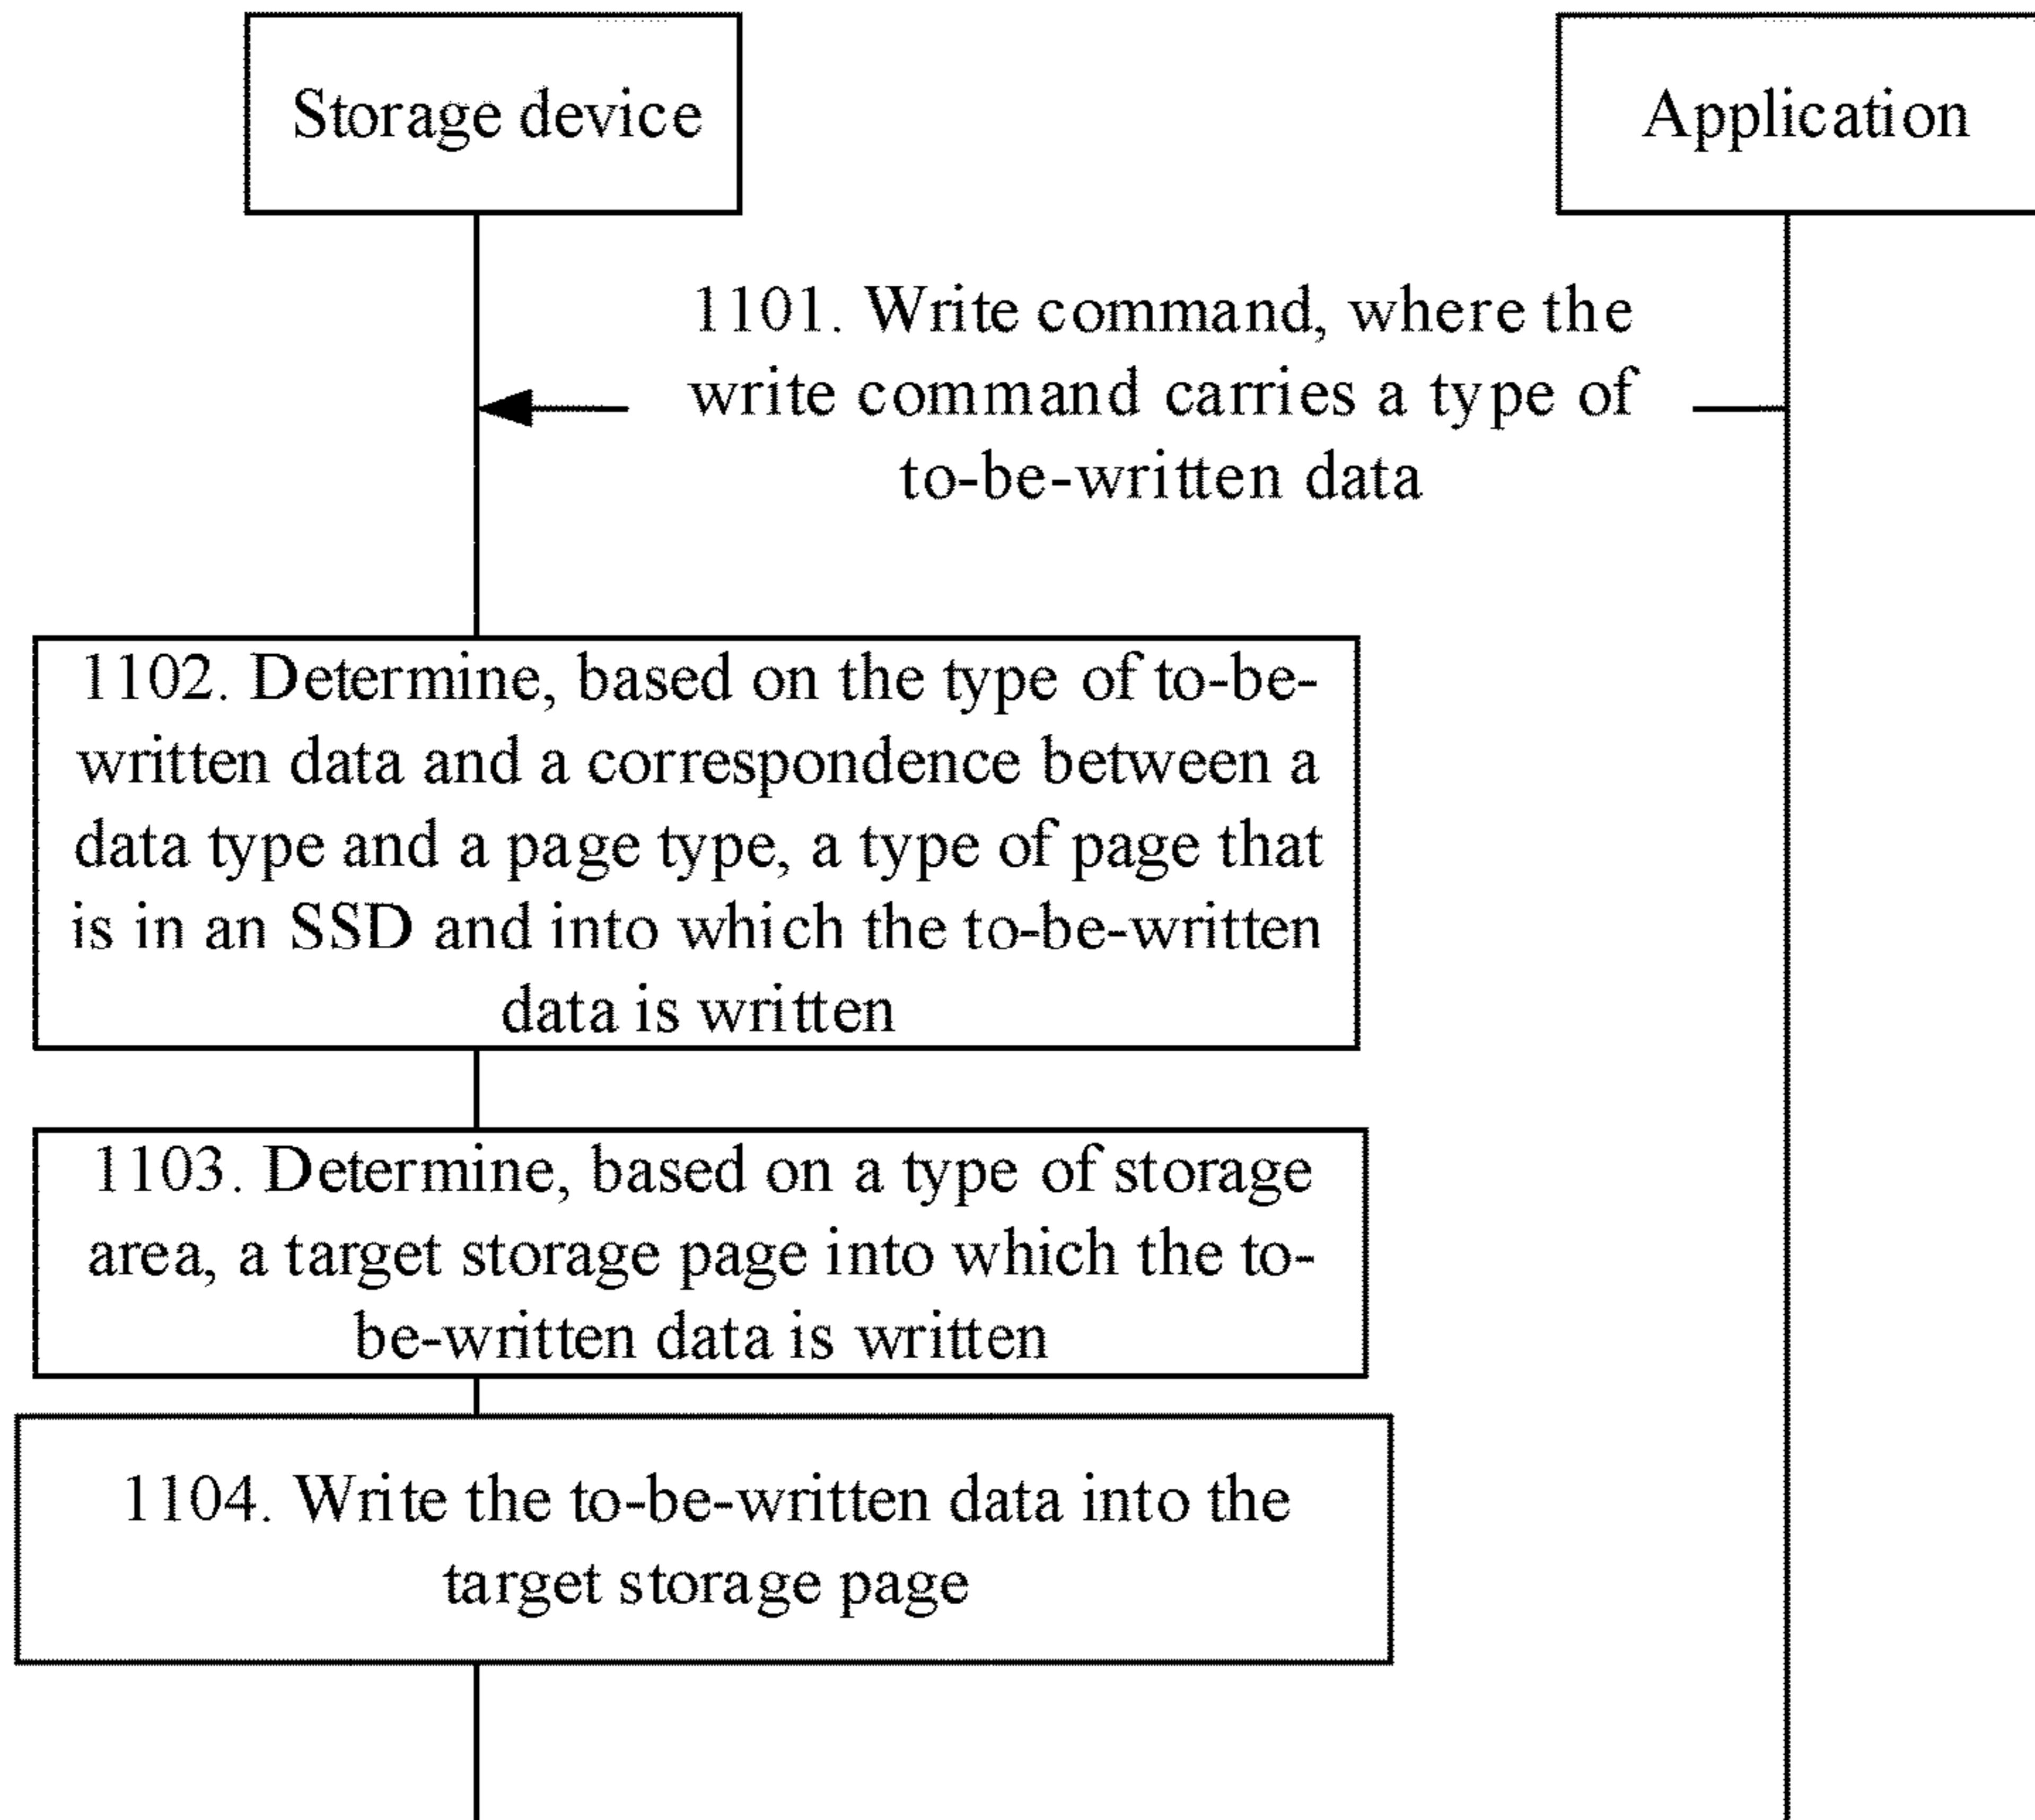 Storage device
Application
1101. Write command, where the
write command carries a type of
to-be-written data
1102. Determine, based on the type of to-be-
written data and a correspondence between a
data type and a page type, a type of page that
is in an SSD and into which the to-be-written
data is written
1103. Determine, based on a type of storage
area, a target storage page into which the to-
be-written data is written
1104. Write the to-be-written data into the
target storage page